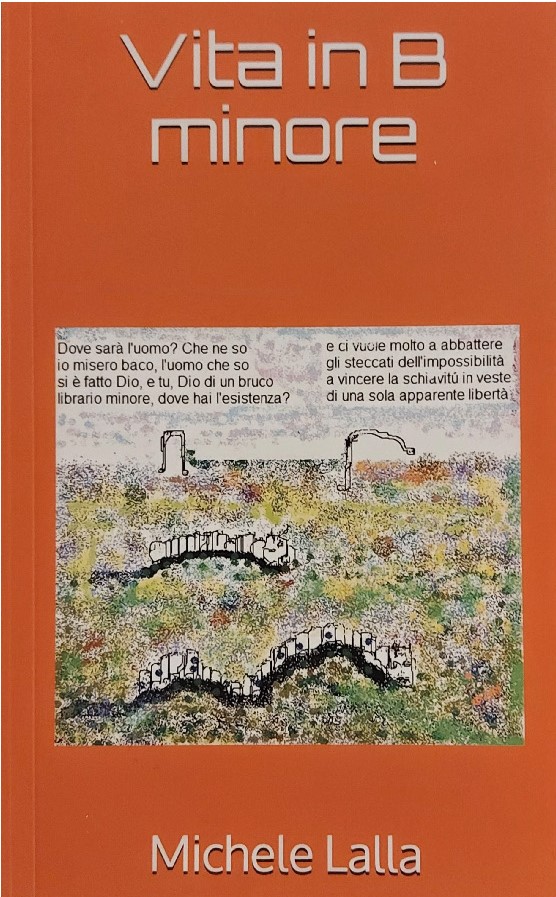 Vita in B
minore
Dove sarà l'uomo? Che ne so
io misero baco, l'uomo che so
si è fatto Dio, e tu, Dio di un bruco
librario minore, dove hai l'esistenza?
e ci vuole molto a abbattere
gli steccati dell'impossibilità
a vincere la schiavitú in veste
di una sola apparente libertà
Michele Lalla